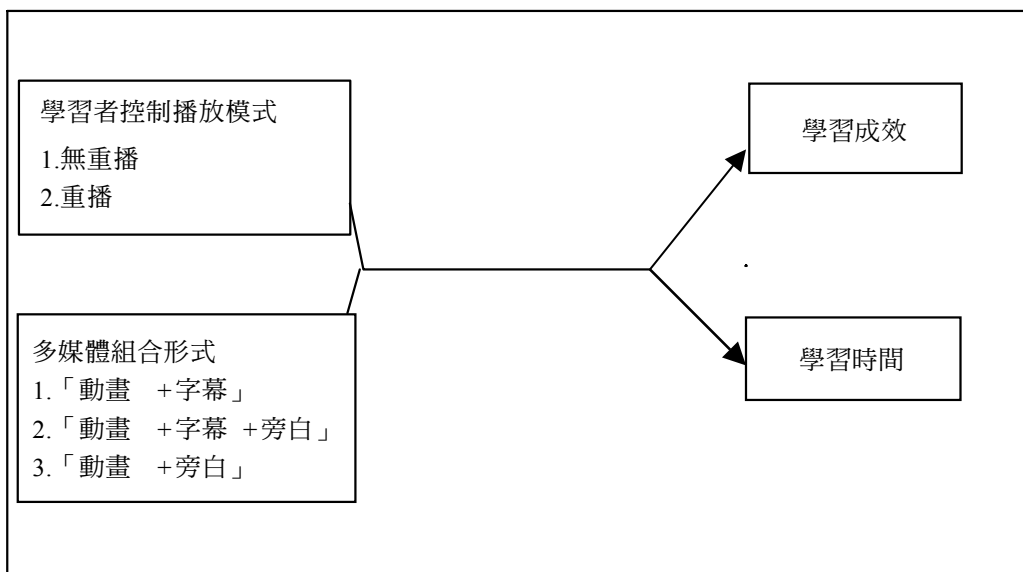 學習者控制播放模式
1.無重播
2.重播
多媒體組合形式
1.「動畫 +字幕」
2.「動畫 +字幕 +旁白」
3.「動畫 +旁白」
學習成效
學習時間